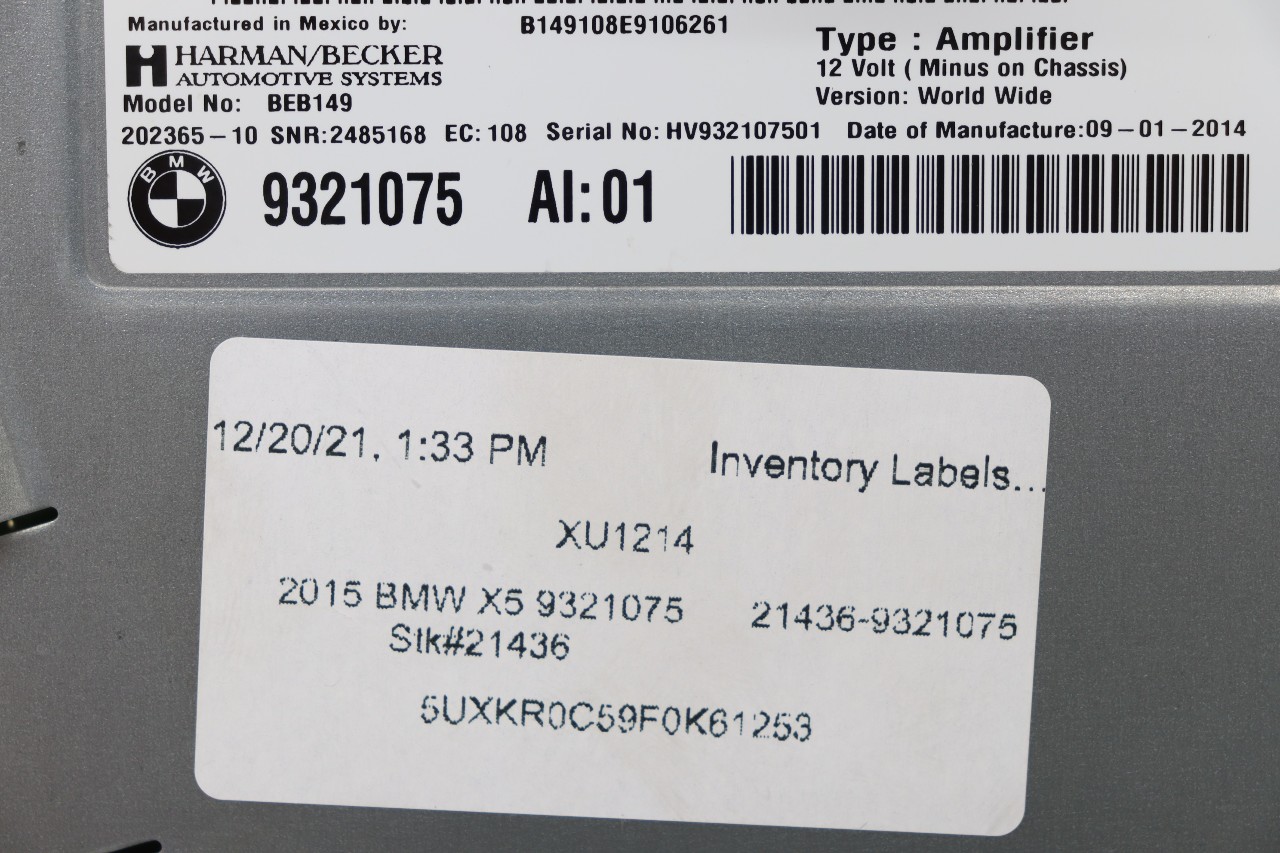 Manufactured in Mexico by: B149108E9106261
HARMAN/BECKER
AUTOMOTIVE SYSTEMS
Type : Amplifier
12 Volt ( Minus on Chassis)
Version: World Wide
Model No: BEB149
202365-10 SNR:2485168 EC: 108 Serial No: HV932107501 Date of Manufacture:09-01-2014
BMW
9321075 AI:01
12/20/21, 1:33 PM Inventory Labels...
XU1214
2015 BMW X5 9321075 21436-9321075
Stk#21436
5UXKR0C59F0K61253